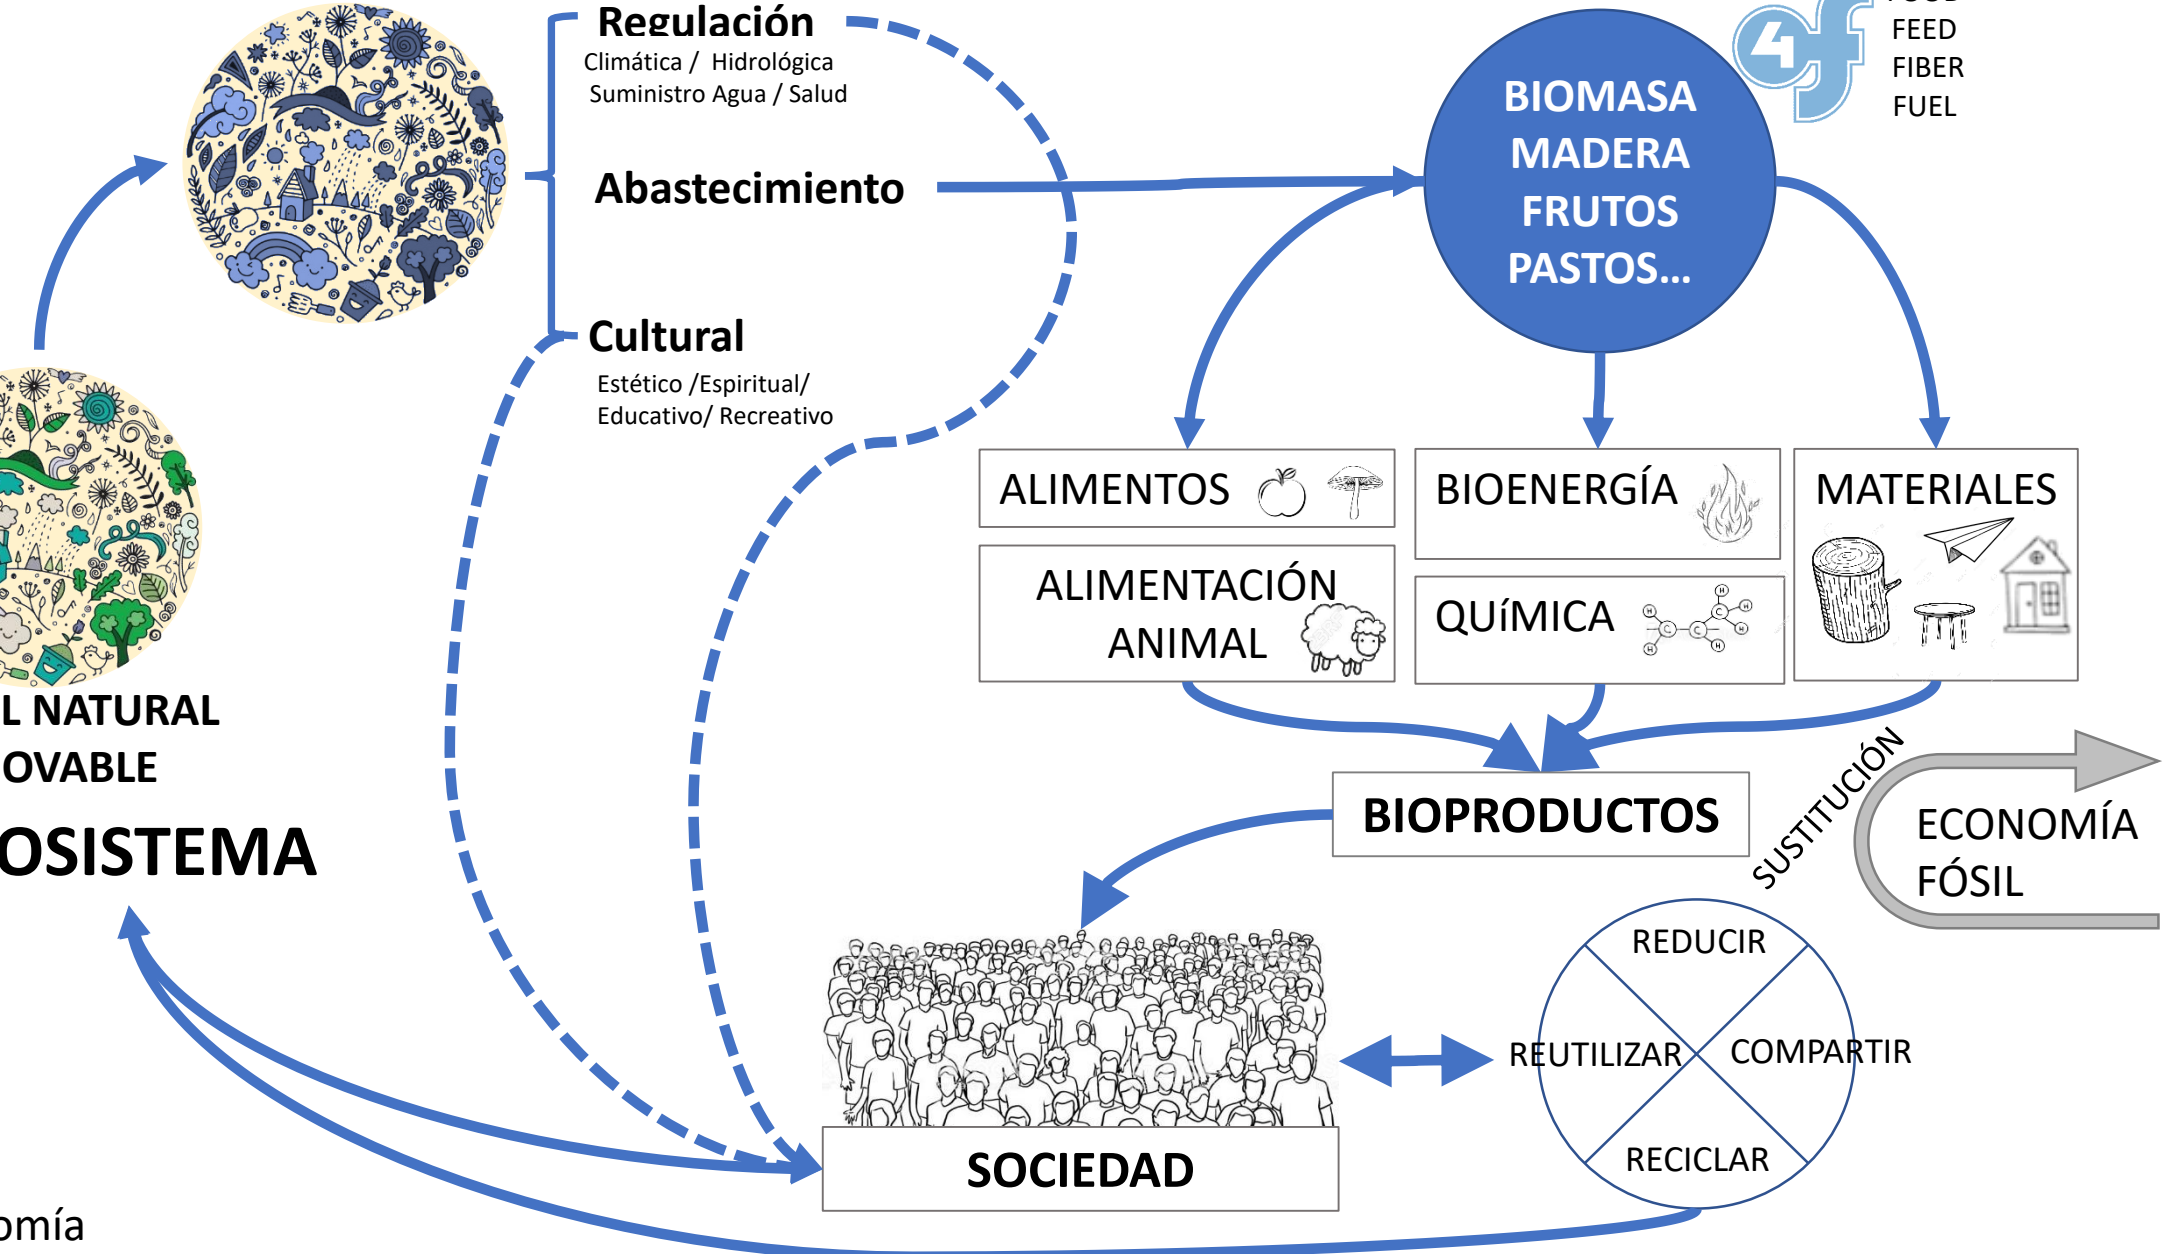 Regulación
Climática / Hidrológica
Suministro Agua / Salud
Abastecimiento
Cultural
Estético /Espiritual/
Educativo/ Recreativo
BIOMASA
MADERA
FRUTOS
PASTOS...
4f
FOOD
FEED
FIBER
FUEL
ALIMENTOS
ALIMENTACIÓN
ANIMAL
BIOENERGÍA
QUíMICA
MATERIALES
L NATURAL
OVABLE
OSISTEMA
BIOPRODUCTOS
SUSTITUCIÓN
ECONOMÍA
FÓSIL
REDUCIR
REUTILIZAR
COMPARTIR
RECICLAR
SOCIEDAD
omía